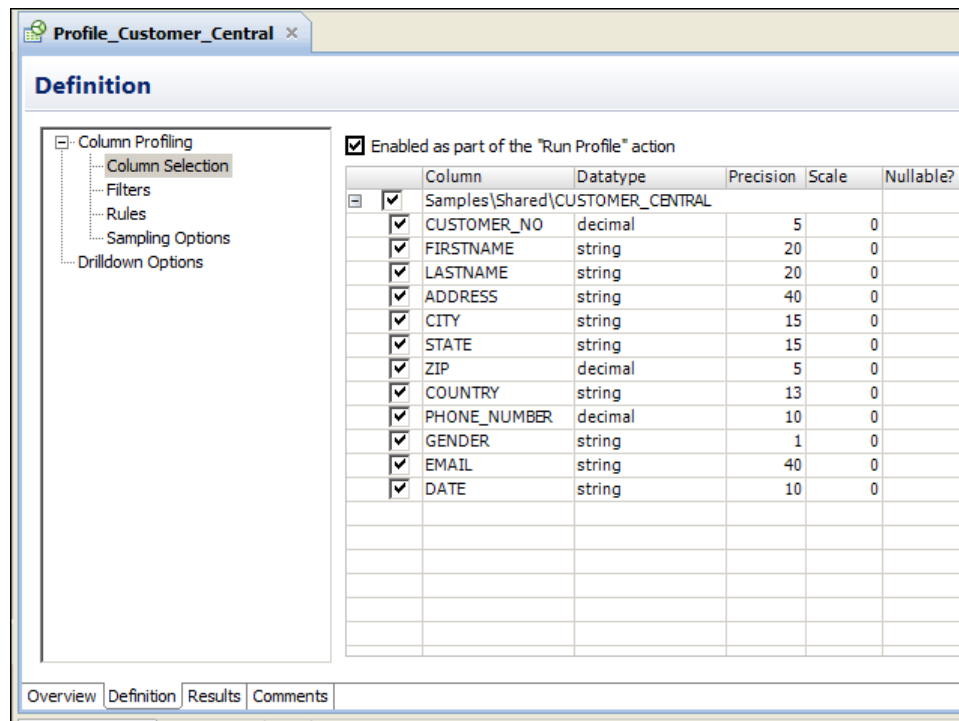 Profile_Customer_Central
Definition
Column Profiling
Column Selection
Filters
Rules
Sampling Options
Drilldown Options
Enabled as part of the "Run Profile" action
Column Datatype Precision Scale Nullable?
Samples\Shared\CUSTOMER_CENTRAL
CUSTOMER_NO decimal 5 0
FIRSTNAME string 20 0
LASTNAME string 20 0
ADDRESS string 40 0
CITY string 15 0
STATE string 15 0
ZIP decimal 5 0
COUNTRY string 13 0
PHONE_NUMBER decimal 10 0
GENDER string 1 0
EMAIL string 40 0
DATE string 10 0
Overview Definition Results Comments